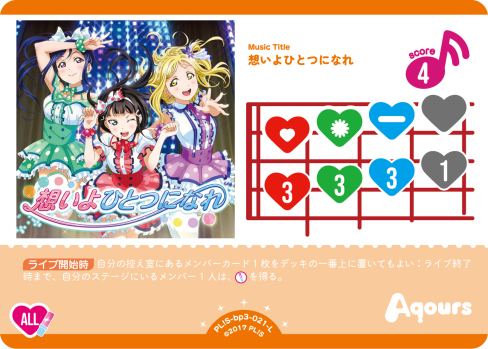 Music Title
想いよひとつになれ
score
4
想いよひとつになれ
3
3
3
1
ライブ開始時 自分の控え室にあるメンバーカード1枚をデッキの一番上に置いてもよい：ライブ終了
時まで、自分のステージにいるメンバー1人は、を得る。
ALL
Aqours
PL!S-bp3-021-L
©2017 PL!S